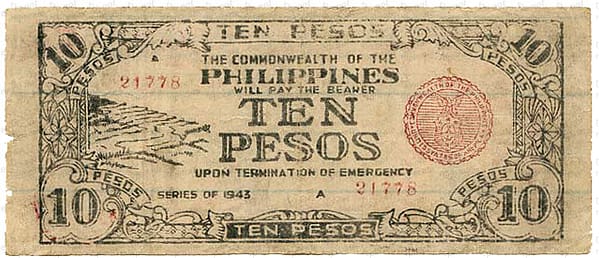 TEN PESOS
10 10
PESOS PESOS
A
THE COMMONWEALTH OF THE
21778
PHILIPPINES
WILL PAY THE BEARER
TEN
PESOS
UPON TERMINATION OF EMERGENCY
PESOS PESOS
SERIES OF 1943 A 21778
10 10
TEN PESOS